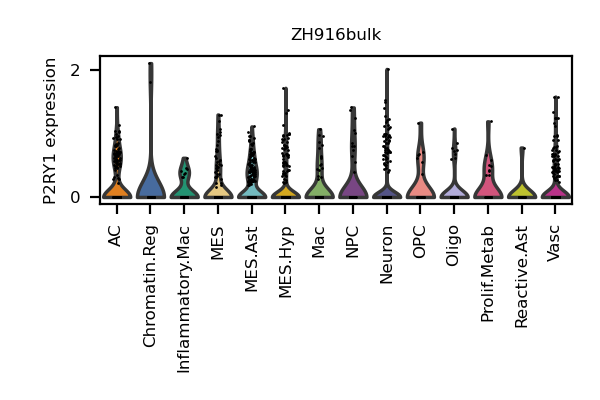 ZH916bulk
P2RY1 expression
2
0
AC
Chromatin.Reg
Inflammatory.Mac
MES
MES.Ast
MES.Hyp
Mac
NPC
Neuron
OPC
Oligo
Prolif.Metab
Reactive.Ast
Vasc